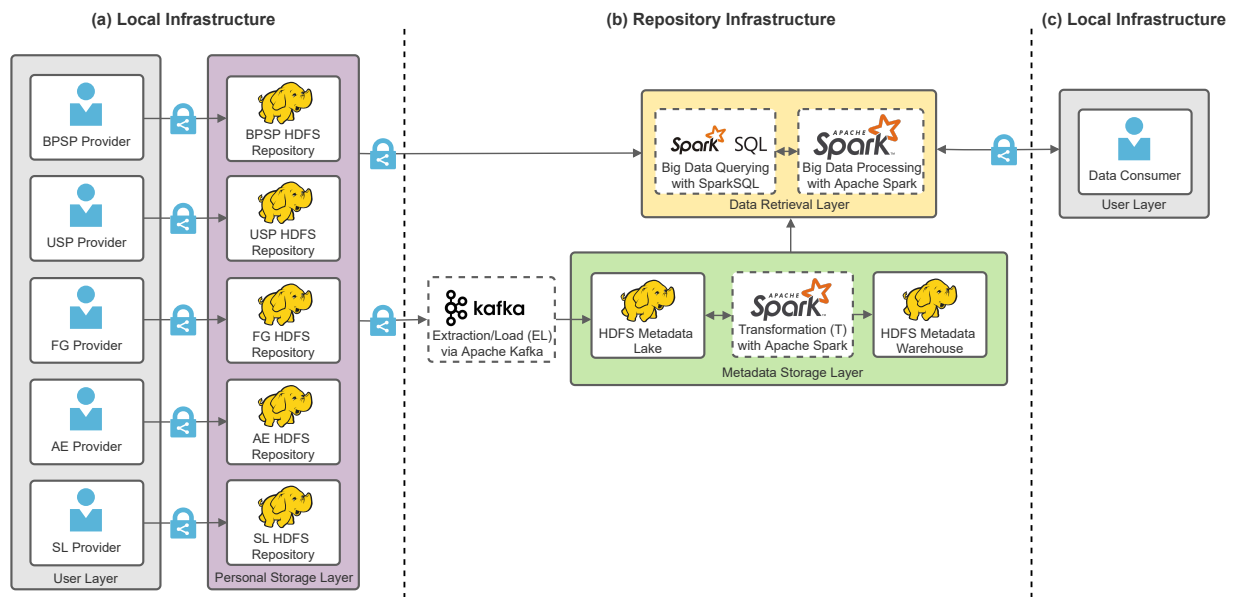 (a) Local Infrastructure
(b) Repository Infrastructure
(c) Local Infrastructure
BPSP Provider
USP Provider
FG Provider
AE Provider
SL Provider
User Layer
BPSP HDFS
Repository
USP HDFS
Repository
FG HDFS
Repository
AE HDFS
Repository
SL HDFS
Repository
Personal Storage Layer
kafka
Extraction/Load (EL)
via Apache Kafka
Spark SQL
Big Data Querying
with SparkSQL
APACHE
Spark™
Big Data Processing
with Apache Spark
Data Retrieval Layer
HDFS Metadata
Lake
APACHE
Spark™
Transformation (T)
with Apache Spark
HDFS Metadata
Warehouse
Metadata Storage Layer
Data Consumer
User Layer